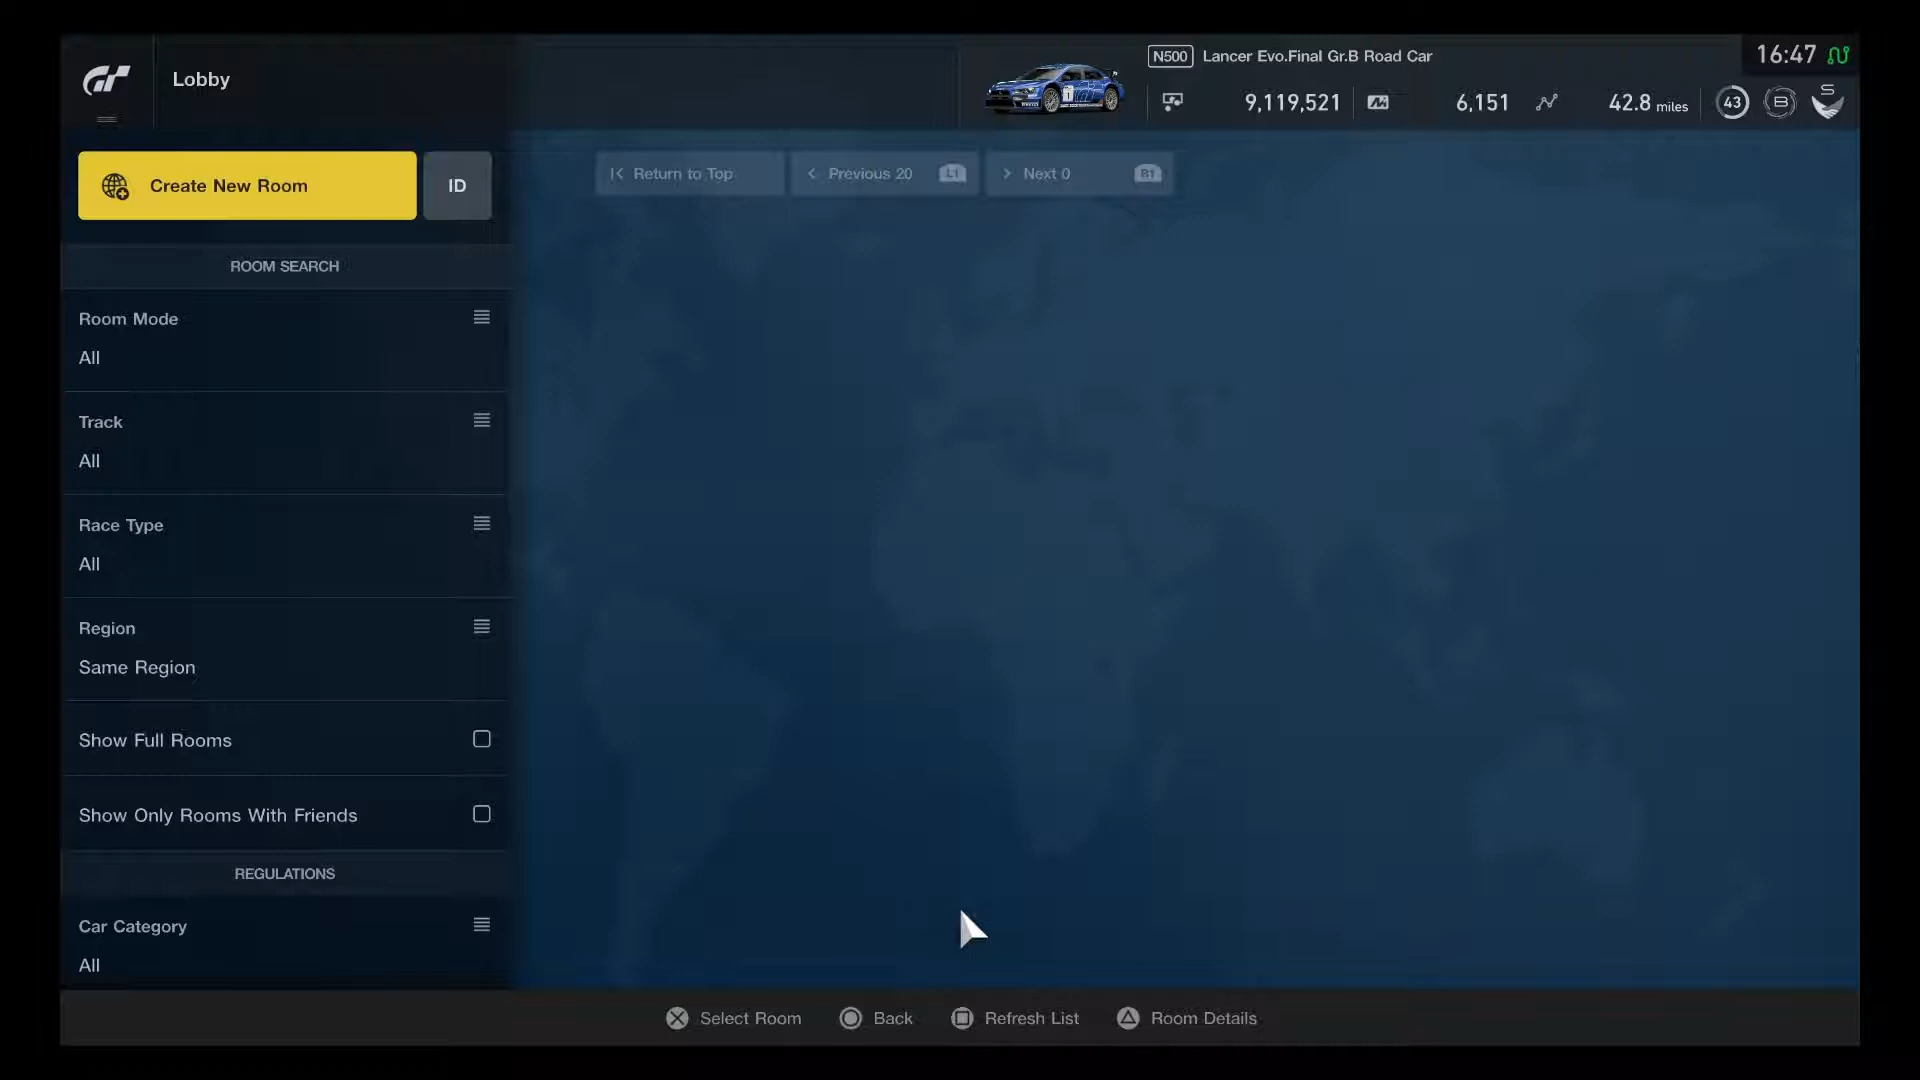 Lobby
N500 Lancer Evo.Final Gr.B Road Car
16:47
9,119,521
6,151
42.8 miles
43 B S
Create New Room
ID
Return to Top
Previous 20 L1
Next 0 R1
ROOM SEARCH
Room Mode
All
Track
All
Race Type
All
Region
Same Region
Show Full Rooms
Show Only Rooms With Friends
REGULATIONS
Car Category
All
Select Room
Back
Refresh List
Room Details